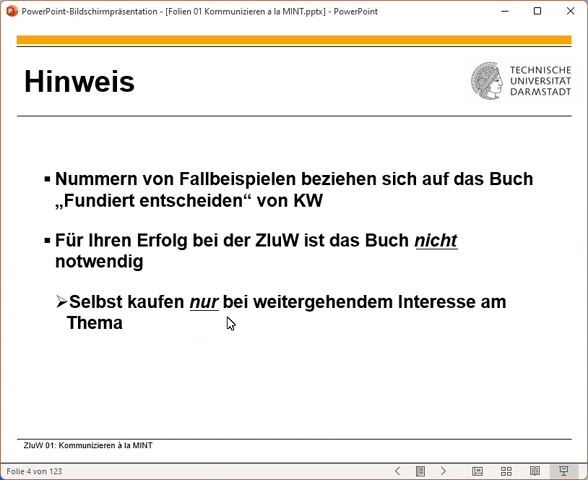 PowerPoint-Bildschirmpräsentation - [Folien 01 Kommunizieren a la MINT.pptx] - PowerPoint
Hinweis
TECHNISCHE
UNIVERSITÄT
DARMSTADT
▪ Nummern von Fallbeispielen beziehen sich auf das Buch
„Fundiert entscheiden“ von KW
▪ Für Ihren Erfolg bei der ZIuW ist das Buch nicht
notwendig
➢Selbst kaufen nur bei weitergehendem Interesse am
Thema
ZIuW 01: Kommunizieren à la MINT
Folie 4 von 123